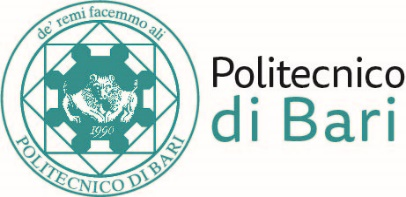 de' remi facemmo ali
1990
POLITECNICO DI BARI
Politecnico
di Bari